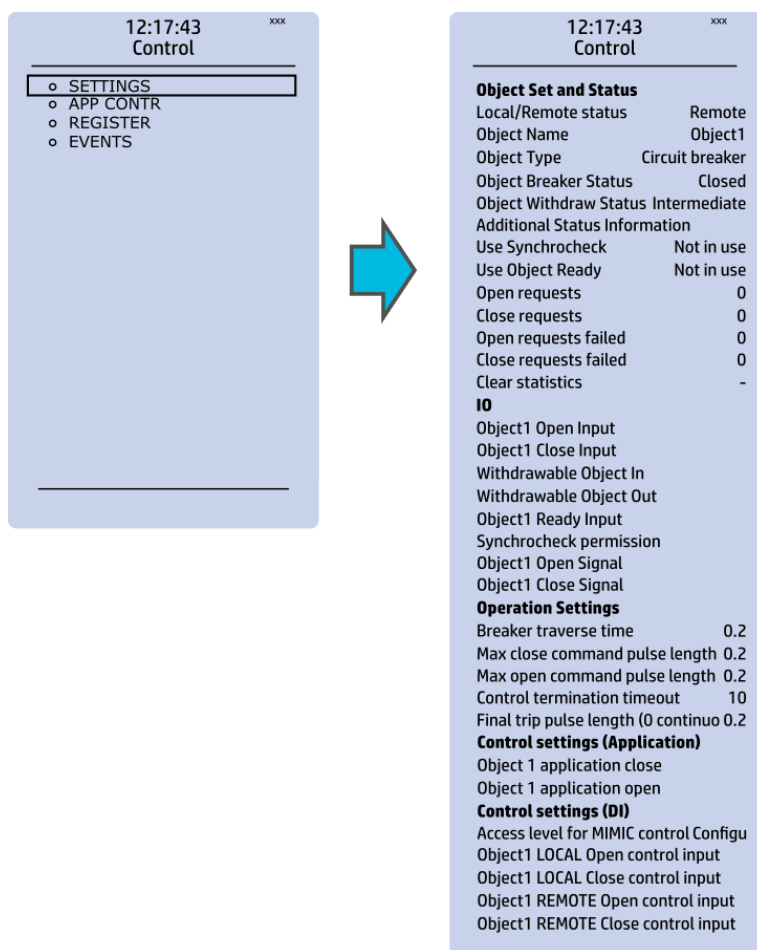 12:17:43 xxx
Control
SETTINGS
APP CONTR
REGISTER
EVENTS
12:17:43 xxx
Control
Object Set and Status
Local/Remote status Remote
Object Name Object1
Object Type Circuit breaker
Object Breaker Status Closed
Object Withdraw Status Intermediate
Additional Status Information
Use Synchrocheck Not in use
Use Object Ready Not in use
Open requests 0
Close requests 0
Open requests failed 0
Close requests failed 0
Clear statistics -
IO
Object1 Open Input
Object1 Close Input
Withdrawable Object In
Withdrawable Object Out
Object1 Ready Input
Synchrocheck permission
Object1 Open Signal
Object1 Close Signal
Operation Settings
Breaker traverse time 0.2
Max close command pulse length 0.2
Max open command pulse length 0.2
Control termination timeout 10
Final trip pulse length (0 continuo 0.2
Control settings (Application)
Object 1 application close
Object 1 application open
Control settings (DI)
Access level for MIMIC control Configu
Object1 LOCAL Open control input
Object1 LOCAL Close control input
Object1 REMOTE Open control input
Object1 REMOTE Close control input